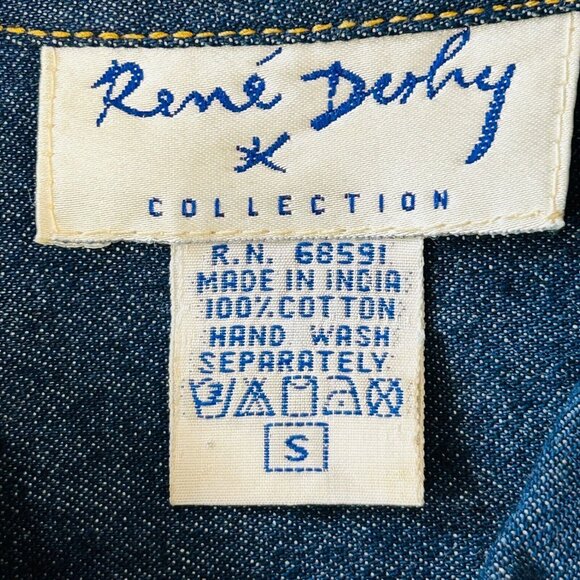 René Derhy
COLLECTION
R.N. 68591
MADE IN INDIA
100% COTTON
HAND WASH
SEPARATELY
S